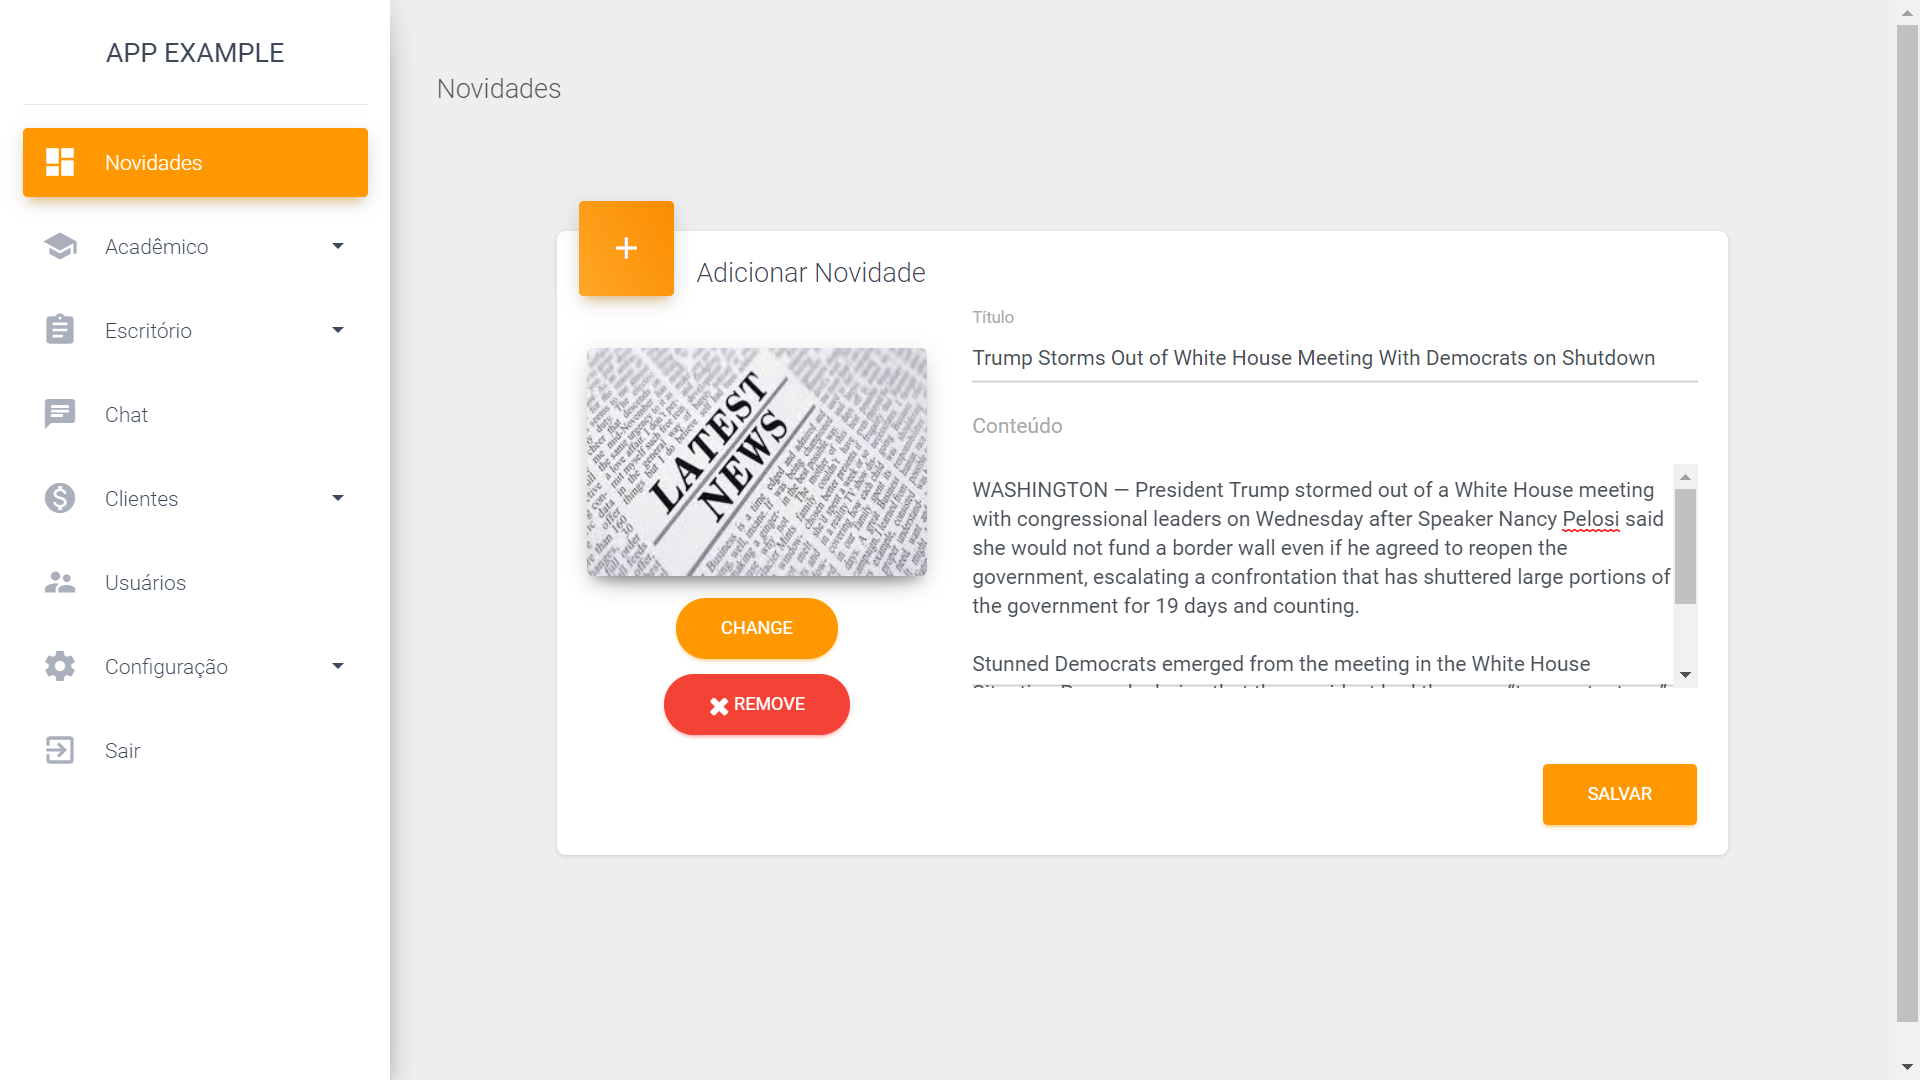 APP EXAMPLE
Novidades
Acadêmico
Escritório
Chat
Clientes
Usuários
Configuração
Sair
Novidades
Adicionar Novidade
LATEST
NEWS
CHANGE
REMOVE
Título
Trump Storms Out of White House Meeting With Democrats on Shutdown
Conteúdo
WASHINGTON — President Trump stormed out of a White House meeting
with congressional leaders on Wednesday after Speaker Nancy Pelosi said
she would not fund a border wall even if he agreed to reopen the
government, escalating a confrontation that has shuttered large portions of
the government for 19 days and counting.
Stunned Democrats emerged from the meeting in the White House
SALVAR